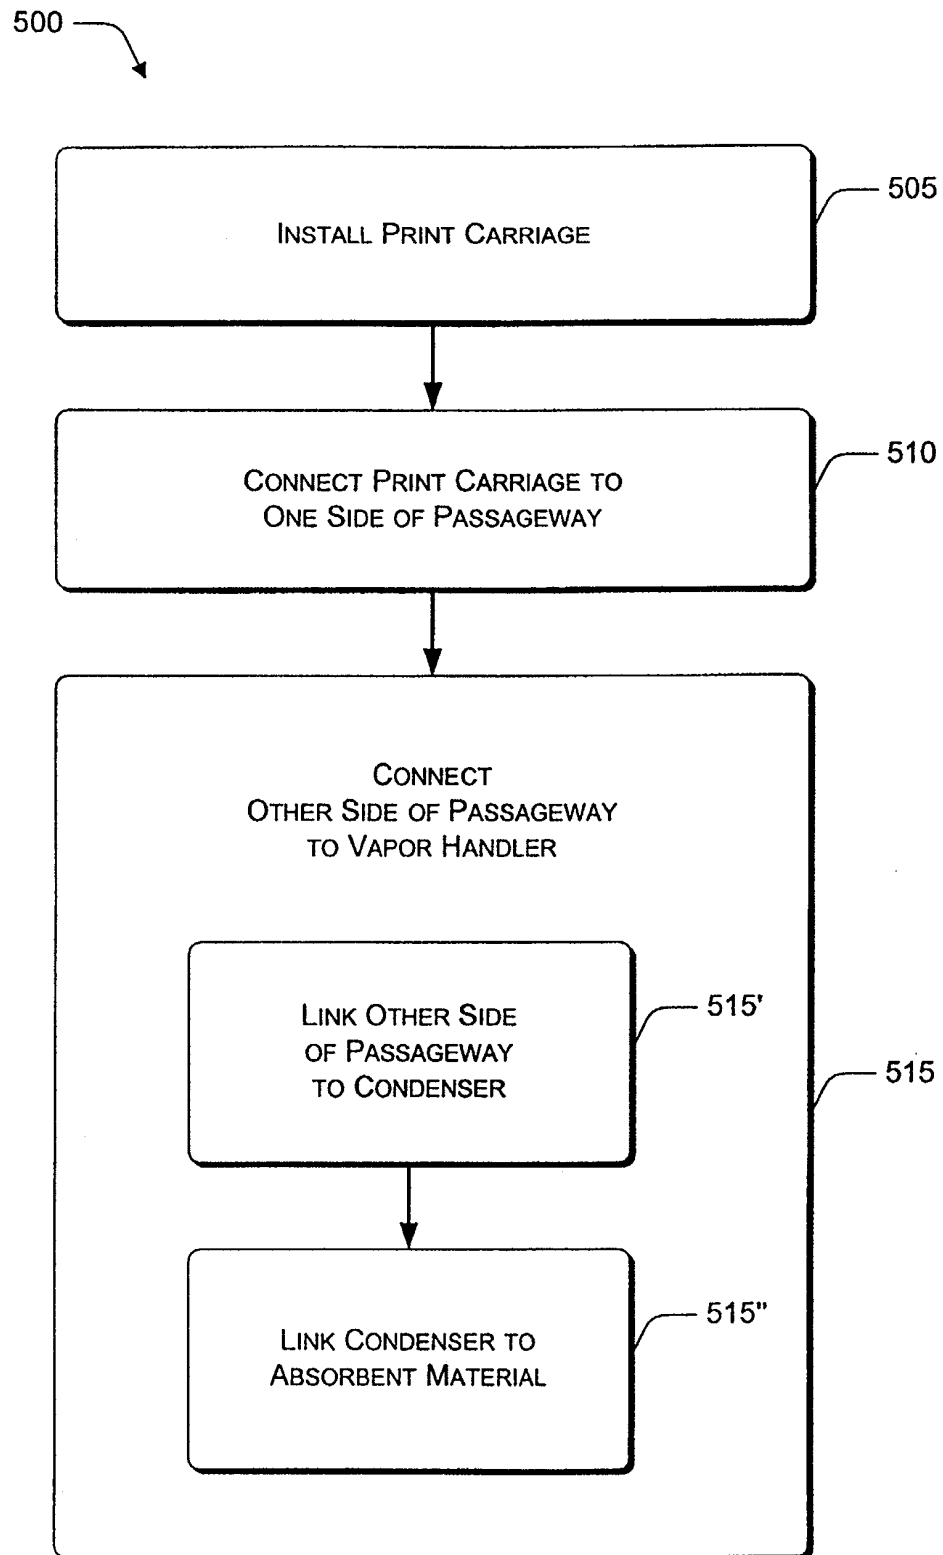 500
INSTALL PRINT CARRIAGE
505
CONNECT PRINT CARRIAGE TO
ONE SIDE OF PASSAGEWAY
510
CONNECT
OTHER SIDE OF PASSAGEWAY
TO VAPOR HANDLER
LINK OTHER SIDE
OF PASSAGEWAY
TO CONDENSER
515'
515
LINK CONDENSER TO
ABSORBENT MATERIAL
515"